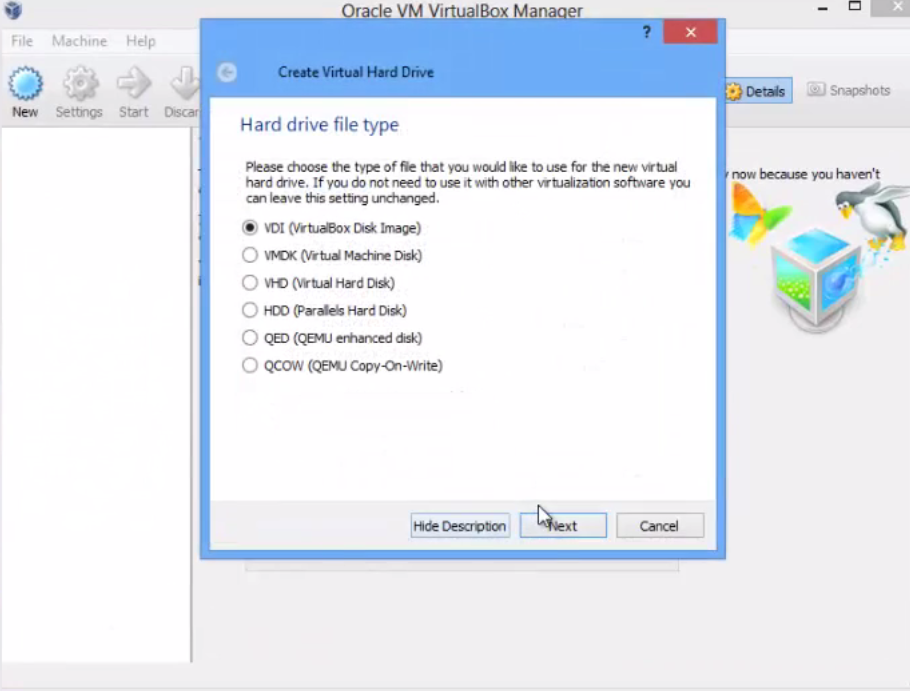 Oracle VM VirtualBox Manager
File Machine Help
New Settings Start Discar
Details Snapshots
? 
Create Virtual Hard Drive
Hard drive file type
Please choose the type of file that you would like to use for the new virtual
hard drive. If you do not need to use it with other virtualization software you
can leave this setting unchanged.
VDI (VirtualBox Disk Image)
VMDK (Virtual Machine Disk)
VHD (Virtual Hard Disk)
HDD (Parallels Hard Disk)
QED (QEMU enhanced disk)
QCOW (QEMU Copy-On-Write)
Hide Description Next Cancel
now because you haven't